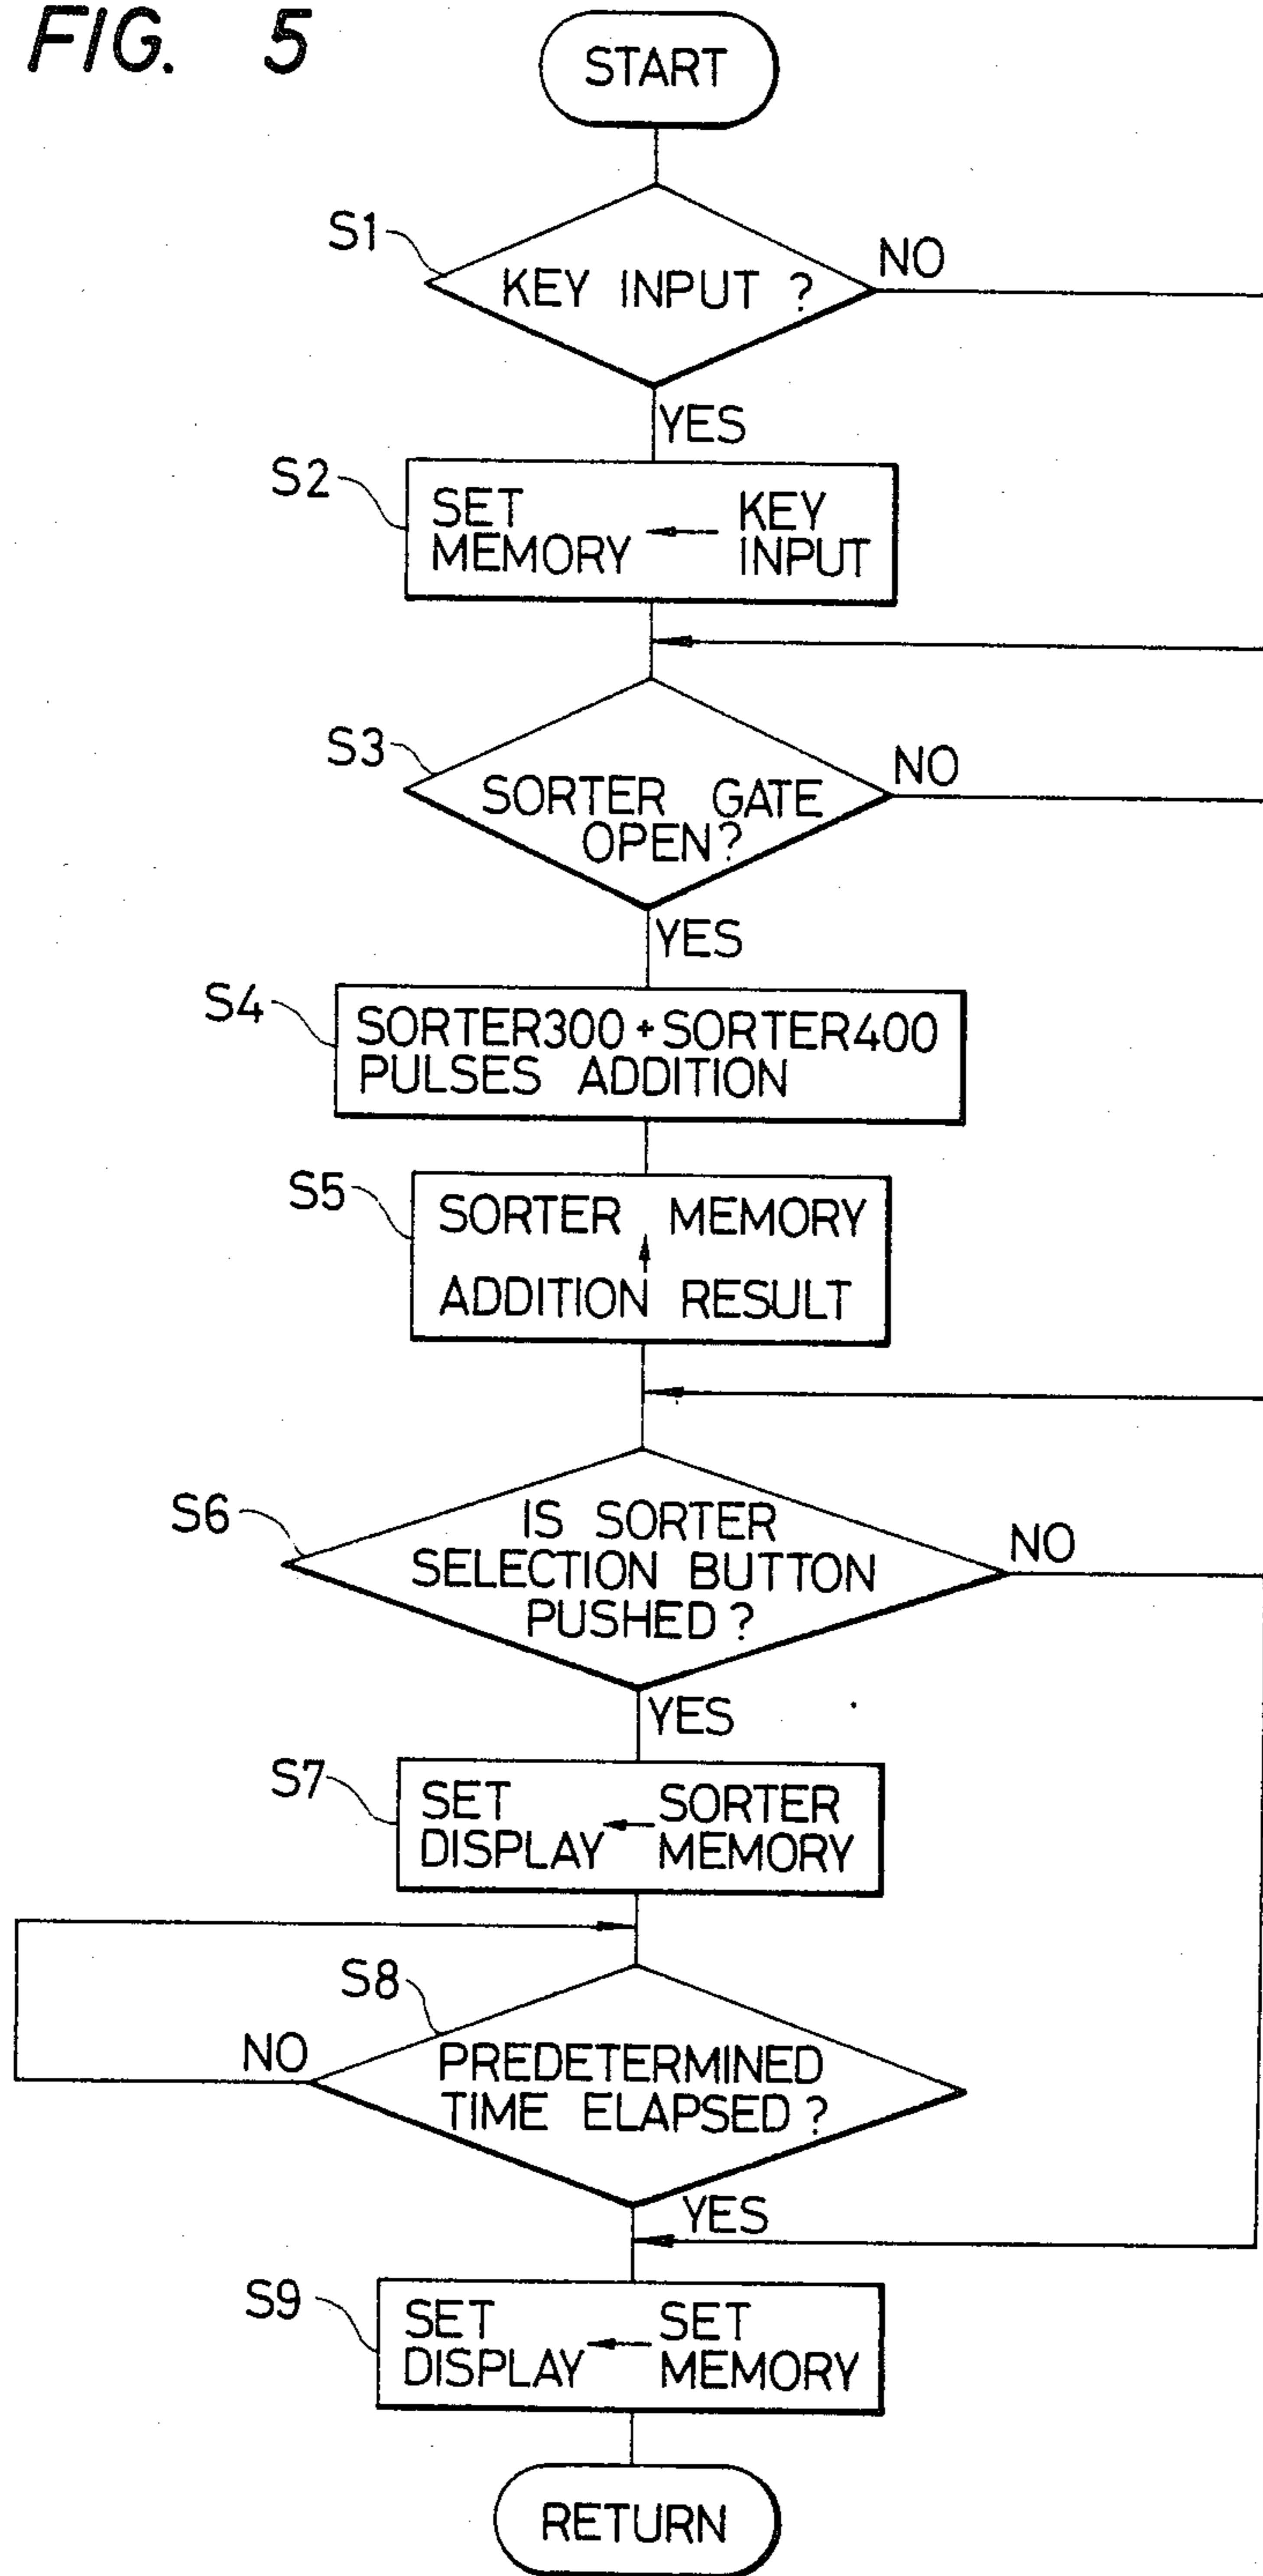 FIG. 5
START
S1
KEY INPUT ?
NO
YES
S2
SET KEY
MEMORY ← INPUT
S3
SORTER GATE
OPEN?
NO
YES
S4
SORTER300+SORTER400
PULSES ADDITION
S5
SORTER MEMORY
↑
ADDITION RESULT
S6
IS SORTER
SELECTION BUTTON
PUSHED ?
NO
YES
S7
SET SORTER
DISPLAY ← MEMORY
S8
PREDETERMINED
TIME ELAPSED ?
NO
YES
S9
SET SET
DISPLAY ← MEMORY
RETURN